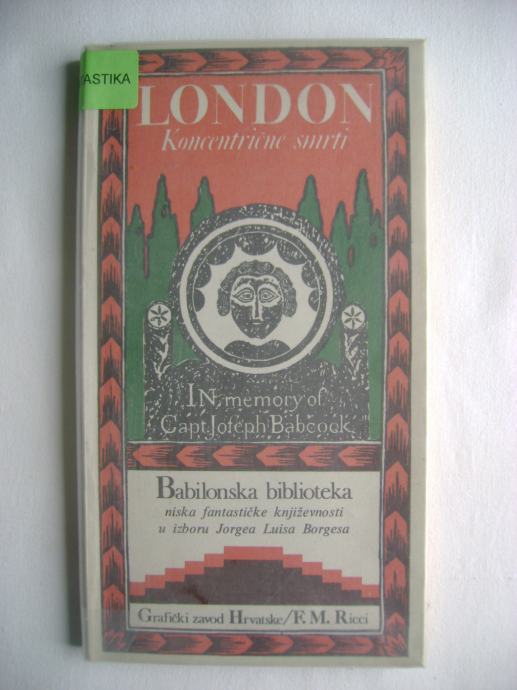 ASTIKA
LONDON
Koncentrične smrti
IN memory of
Capt Joſeph Babcock
Babilonska biblioteka
niska fantastičke književnosti
u izboru Jorgea Luisa Borgesa
Grafički zavod Hrvatske/F. M. Ricci